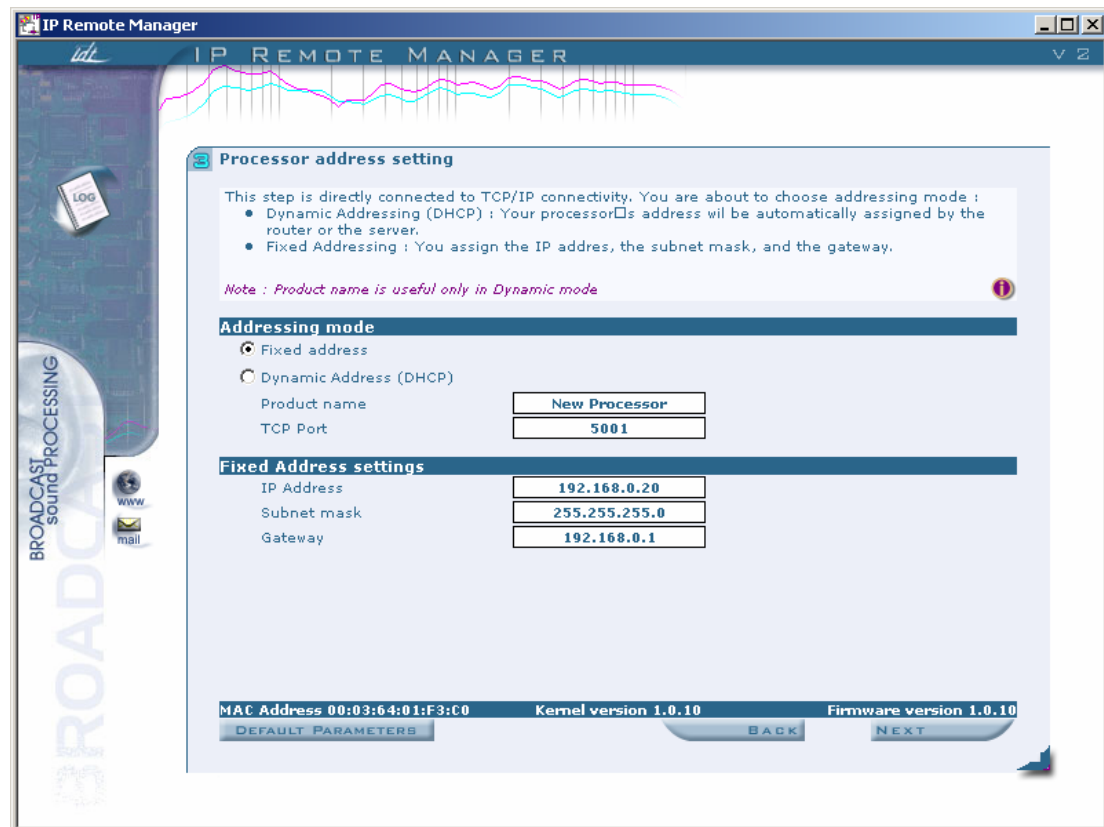 IP Remote Manager
idt
IP REMOTE MANAGER
V 2
LOG
3 Processor address setting
This step is directly connected to TCP/IP connectivity. You are about to choose addressing mode :
• Dynamic Addressing (DHCP) : Your processor□s address wil be automatically assigned by the
router or the server.
• Fixed Addressing : You assign the IP addres, the subnet mask, and the gateway.
Note : Product name is useful only in Dynamic mode
i
Addressing mode
Fixed address
Dynamic Address (DHCP)
Product name New Processor
TCP Port 5001
Fixed Address settings
IP Address 192.168.0.20
Subnet mask 255.255.255.0
Gateway 192.168.0.1
BROADCAST
sound PROCESSING
www
mail
BROADCA
MAC Address 00:03:64:01:F3:C0 Kernel version 1.0.10 Firmware version 1.0.10
DEFAULT PARAMETERS BACK NEXT